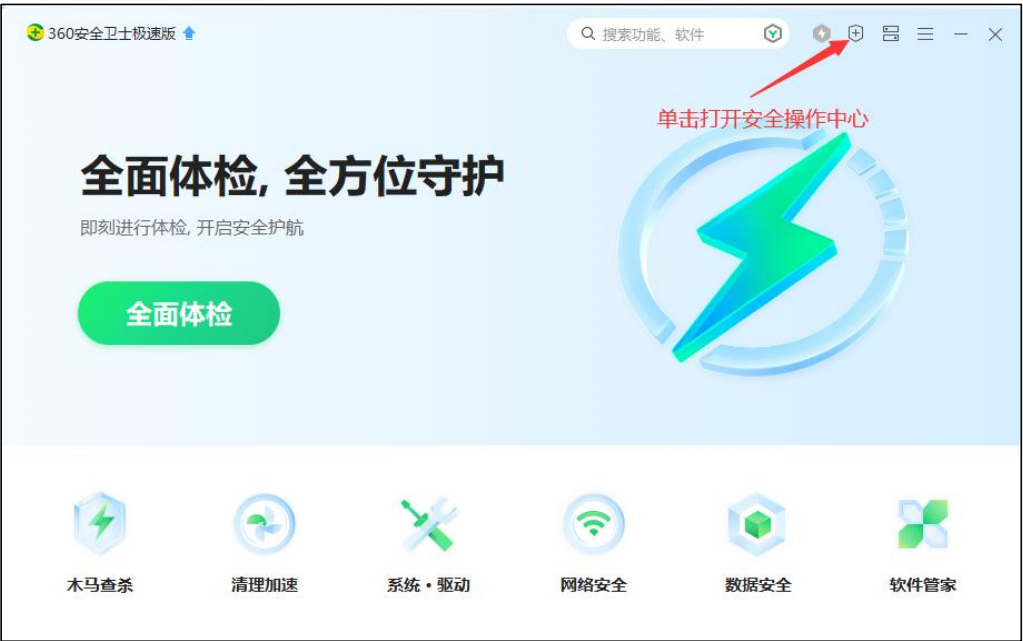 360安全卫士极速版
搜索功能、软件
单击打开安全操作中心
全面体检, 全方位守护
即刻进行体检, 开启安全护航
全面体检
木马查杀
清理加速
系统·驱动
网络安全
数据安全
软件管家